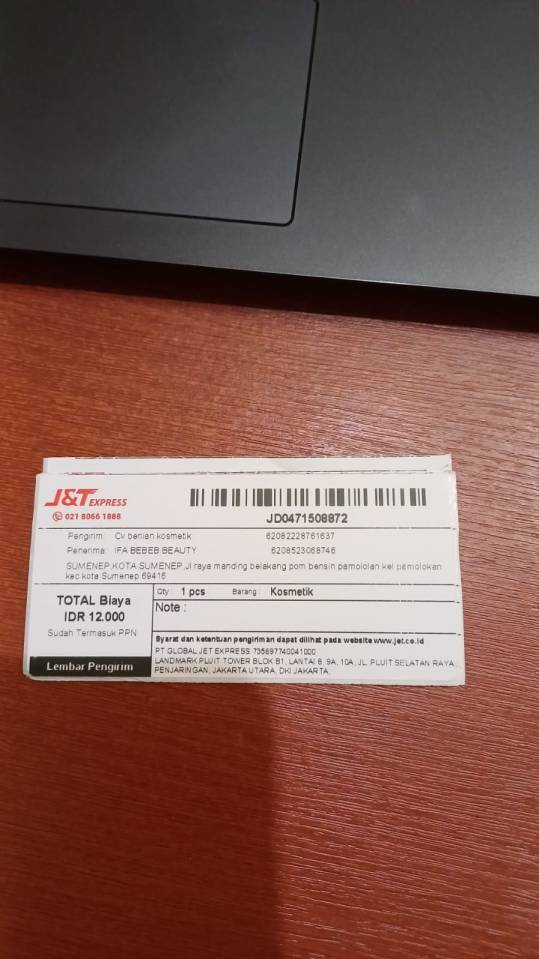 J&T EXPRESS
021 8066 1888
JD0471508872
Pengirim: Cv benian kosmetik 62082228761637
Penerima: IFA BEBEB BEAUTY 6208523068746
SUMENEP,KOTA SUMENEP,Jl raya manding belakang pom bensin pamololan kel pamolokan
kec kota Sumenep 69416
TOTAL Biaya
IDR 12.000
Sudah Termasuk PPN
Lembar Pengirim
Qty 1 pcs Barang: Kosmetik
Note :
Syarat dan ketentuan pengiriman dapat dilihat pada website www.jet.co.id
PT GLOBAL JET EXPRESS 735697740041000
LANDMARK PLUIT TOWER BLOK B1, LANTAI 8, 9A, 10A, JL. PLUIT SELATAN RAYA,
PENJARINGAN, JAKARTA UTARA, DKI JAKARTA,